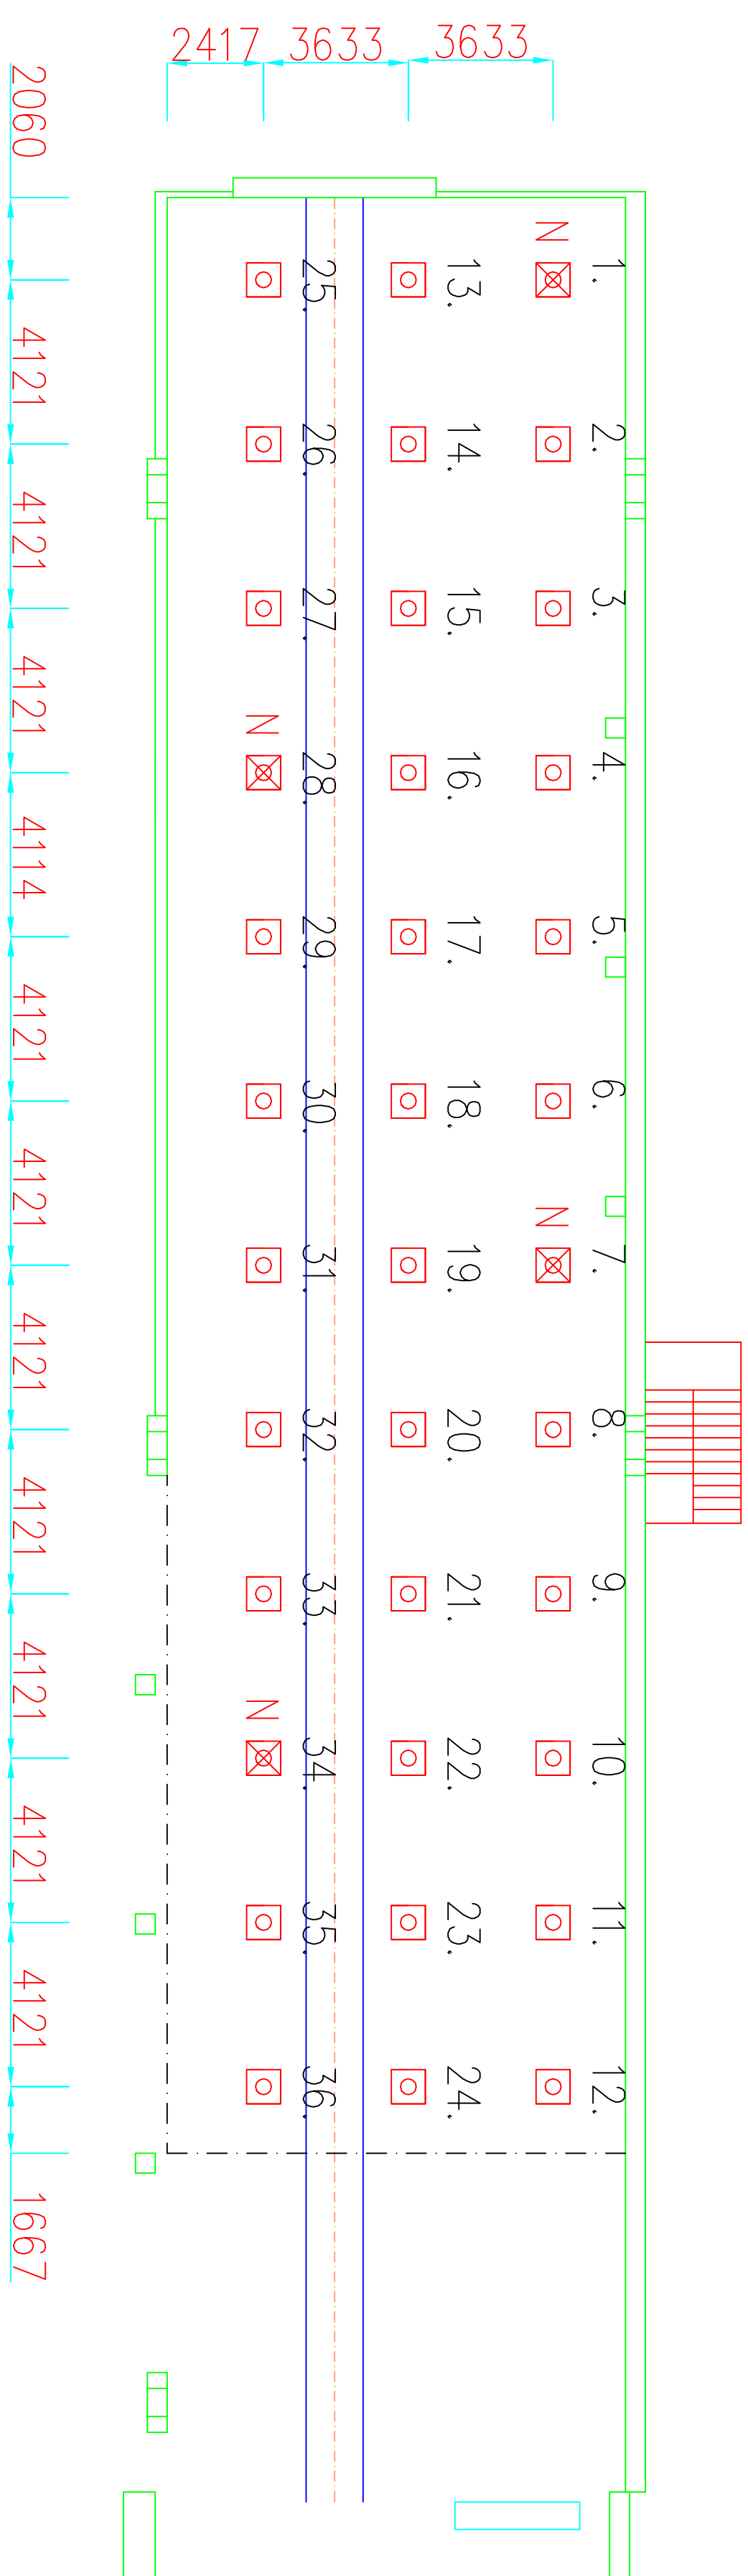 2417 3633 3633
2060 4121 4121 4121 4114 4121 4121 4121 4121 4121 4121 4121 1667
N N
1. 2. 3. 4. 5. 6. 7. 8. 9. 10. 11. 12.
13. 14. 15. 16. 17. 18. 19. 20. 21. 22. 23. 24.
N N
25. 26. 27. 28. 29. 30. 31. 32. 33. 34. 35. 36.